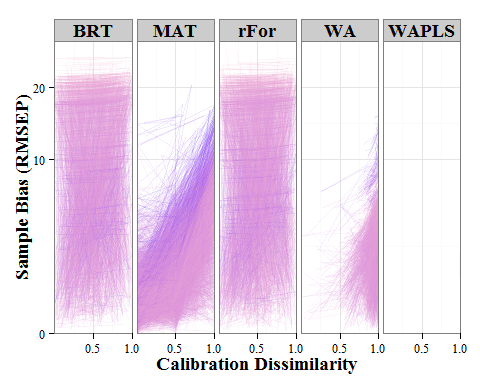 BRT MAT rFor WA WAPLS
Sample Bias (RMSEP)
20
10
0
0.5 1.0 0.5 1.0 0.5 1.0 0.5 1.0 0.5 1.0
Calibration Dissimilarity